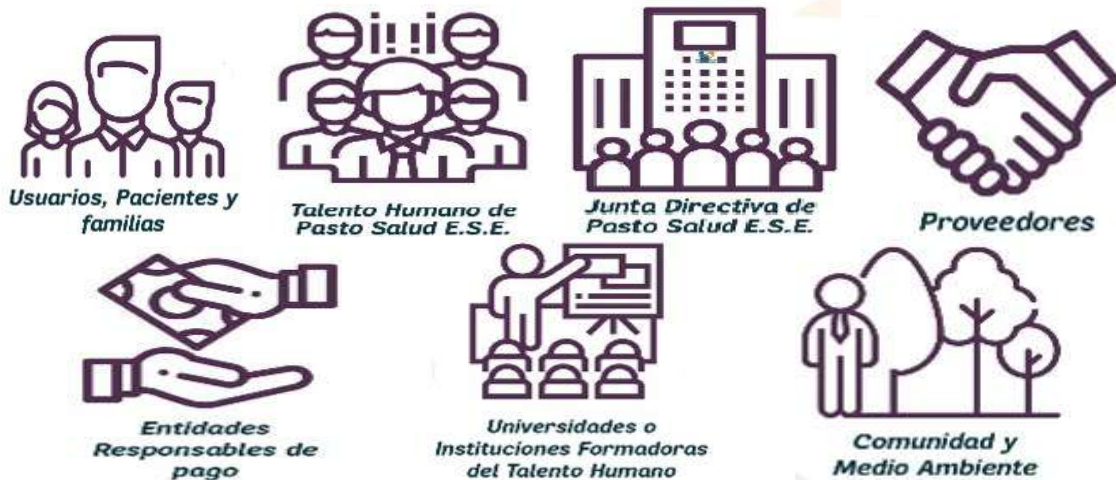 Usuarios, Pacientes y
familias
Talento Humano de
Pasto Salud E.S.E.
Junta Directiva de
Pasto Salud E.S.E.
Proveedores
Entidades
Responsables de
pago
Universidades o
Instituciones Formadoras
del Talento Humano
Comunidad y
Medio Ambiente